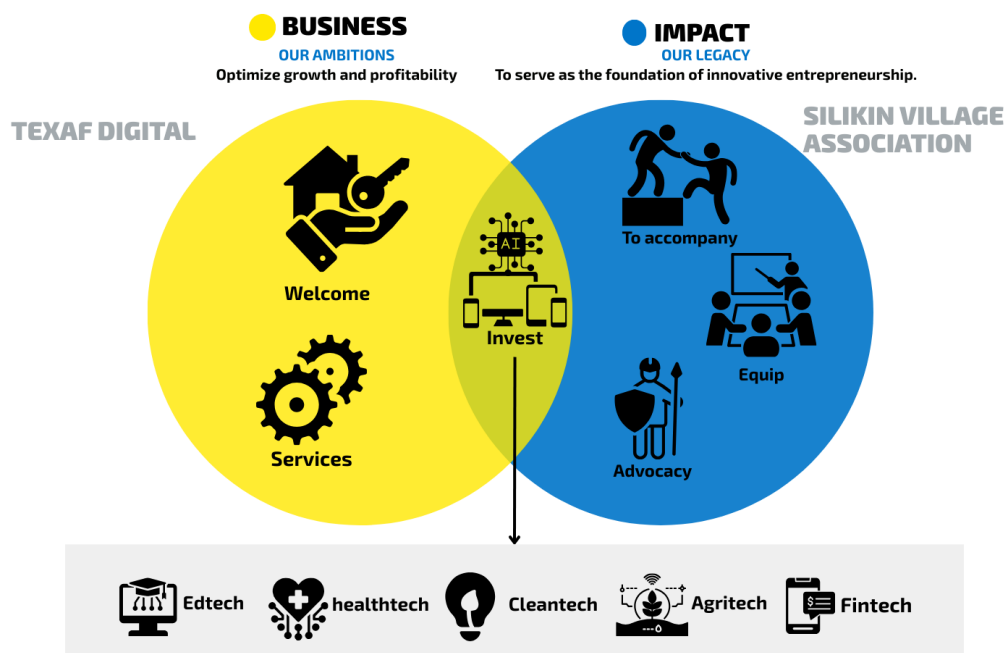 BUSINESS
OUR AMBITIONS
Optimize growth and profitability
IMPACT
OUR LEGACY
To serve as the foundation of innovative entrepreneurship.
TEXAF DIGITAL
SILIKIN VILLAGE
ASSOCIATION
Welcome
Services
AI
Invest
To accompany
Equip
Advocacy
Edtech
healthtech
Cleantech
Agritech
$
Fintech